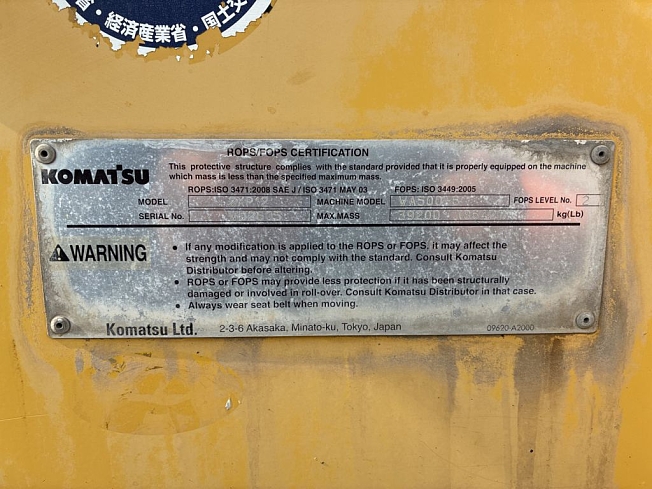 ・経済産業省・国土交
ROPS/FOPS CERTIFICATION
KOMATSU
This protective structure complies with the standard provided that it is properly equipped on the machine
which mass is less than the specified maximum mass.
ROPS:ISO 3471:2008 SAE J / ISO 3471 MAY 03 FOPS: ISO 3449:2005
MODEL MACHINE MODEL FOPS LEVEL No. 2
SERIAL No. MAX.MASS kg(Lb)
WARNING
• If any modification is applied to the ROPS or FOPS, it may affect the
strength and may not comply with the standard. Consult Komatsu
Distributor before altering.
• ROPS or FOPS may provide less protection if it has been structurally
damaged or involved in roll-over. Consult Komatsu Distributor in that case.
• Always wear seat belt when moving.
Komatsu Ltd. 2-3-6 Akasaka, Minato-ku, Tokyo, Japan 09620-A2000